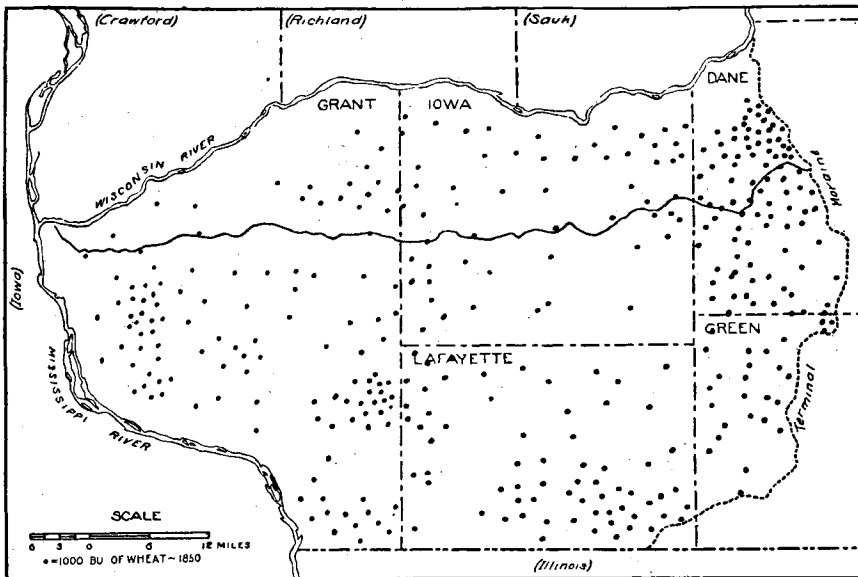 (Crawford)
(Richland)
(Sauk)
DANE
GRANT
IOWA
WISCONSIN RIVER
Moraine
(Iowa)
GREEN
LAFAYETTE
MISSISSIPPI
RIVER
Terminal
SCALE
6 3 0 6 12 MILES
•=1000 BU OF WHEAT~1850
(Illinois)